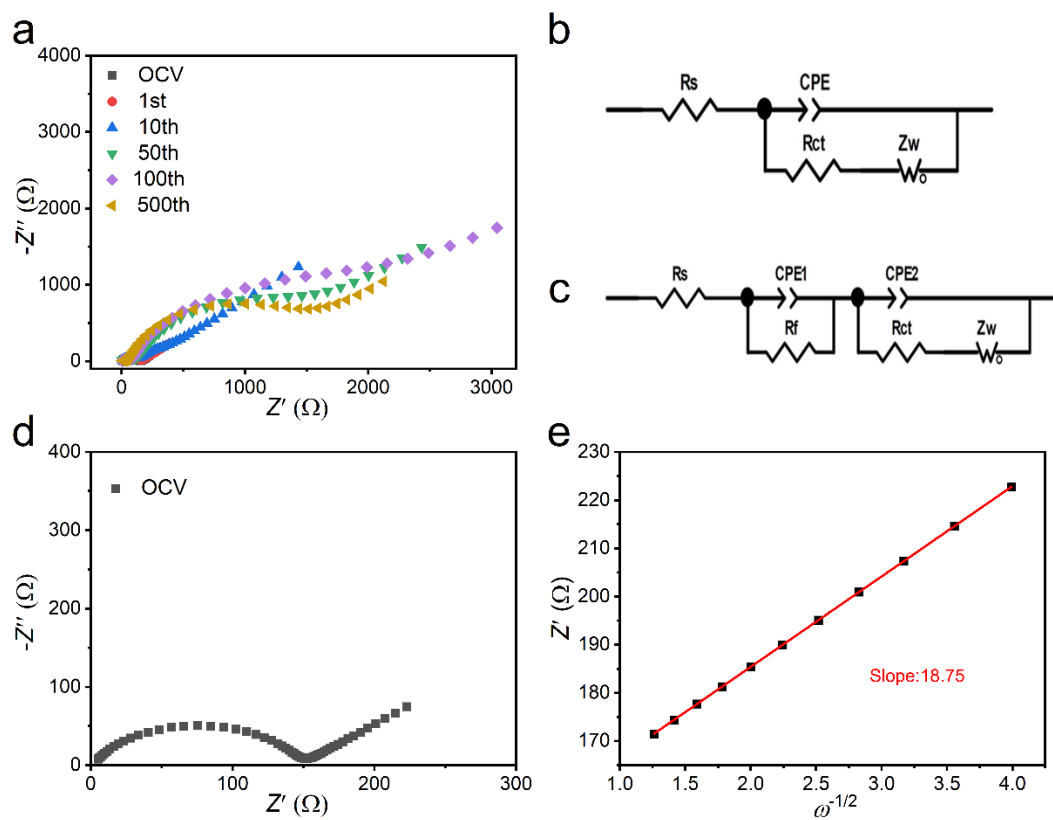 a
4000
3000
2000
1000
0
-Z″ (Ω)
OCV
1st
10th
50th
100th
500th
0 1000 2000 3000
Z′ (Ω)
b
Rs
CPE
Rct
Zw
c
Rs
CPE1
CPE2
Rf
Rct
Zw
d
400
300
200
100
0
-Z″ (Ω)
OCV
0 100 200 300
Z′ (Ω)
e
230
220
210
200
190
180
170
Z′ (Ω)
Slope:18.75
1.0 1.5 2.0 2.5 3.0 3.5 4.0
ω-1/2